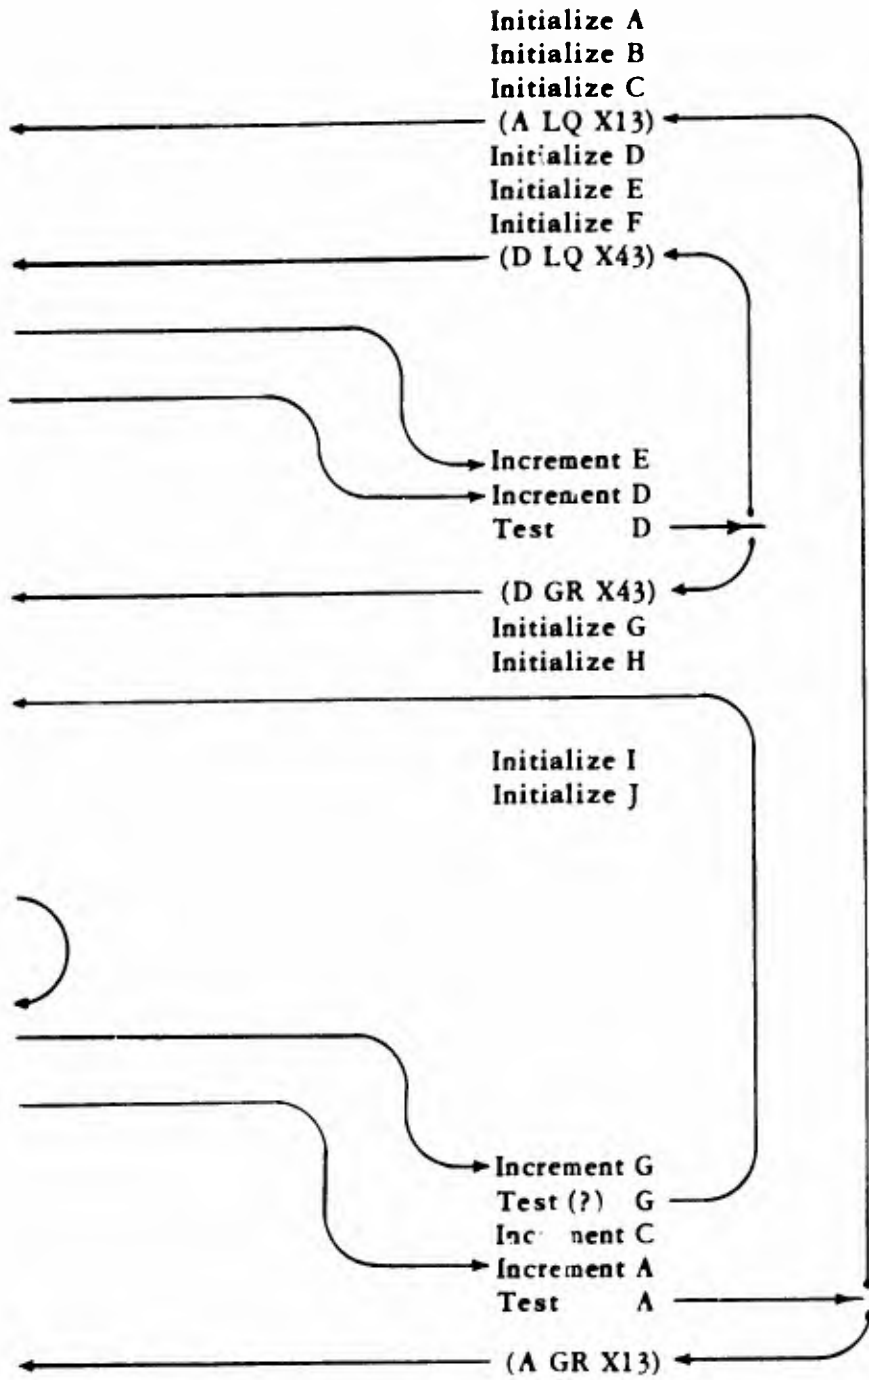 Initialize A
Initialize B
Initialize C
(A LQ X13)
Initialize D
Initialize E
Initialize F
(D LQ X43)
Increment E
Increment D
Test D
(D GR X43)
Initialize G
Initialize H
Initialize I
Initialize J
Increment G
Test (?) G
C
Increment A
Test A
(A GR X13)